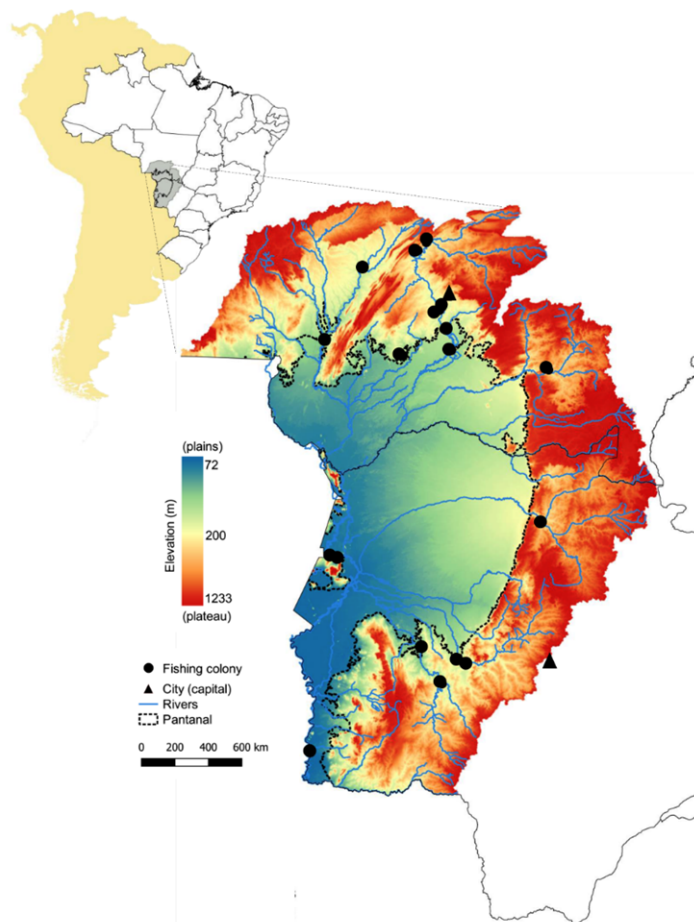 (plains)
72
200
1233
(plateau)
Elevation (m)
Fishing colony
City (capital)
Rivers
Pantanal
0 200 400 600 km